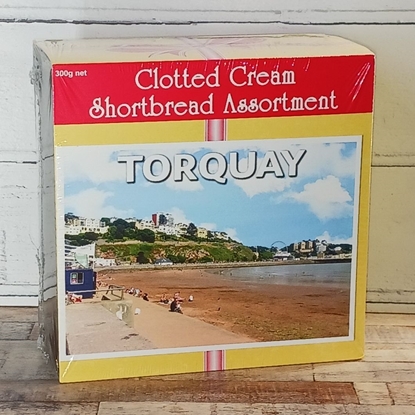 300g net
Clotted Cream
Shortbread Assortment
TORQUAY